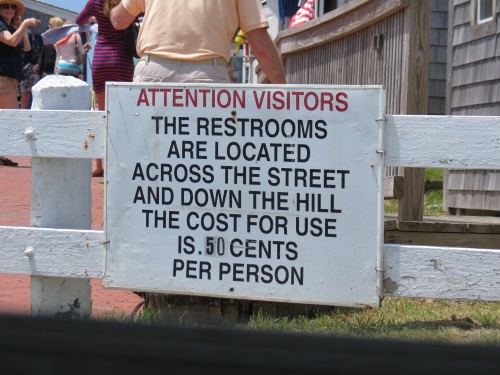 ATTENTION VISITORS
THE RESTROOMS
ARE LOCATED
ACROSS THE STREET
AND DOWN THE HILL
THE COST FOR USE
IS .50 CENTS
PER PERSON